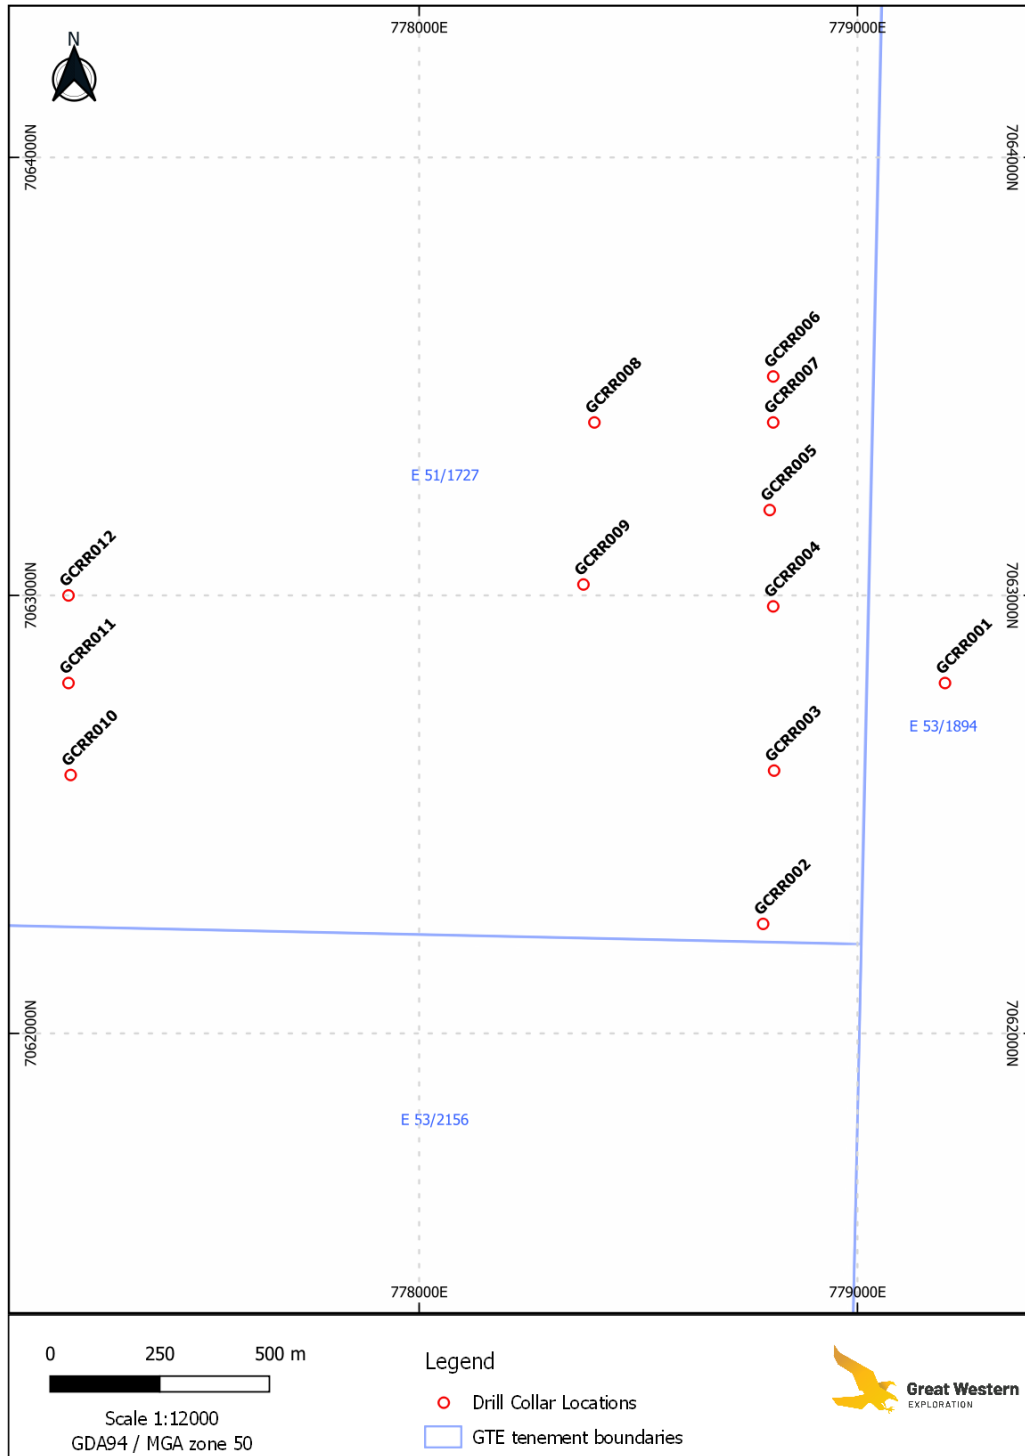 778000E
779000E
N
7064000N
7064000N
GCRR006
GCRR008
GCRR007
E 51/1727
GCRR005
GCRR012
GCRR009
GCRR004
7063000N
7063000N
GCRR011
GCRR001
GCRR010
GCRR003
E 53/1894
GCRR002
7062000N
7062000N
E 53/2156
778000E
779000E
0 250 500 m
Scale 1:12000
GDA94 / MGA zone 50
Legend
Drill Collar Locations
GTE tenement boundaries
Great Western
EXPLORATION